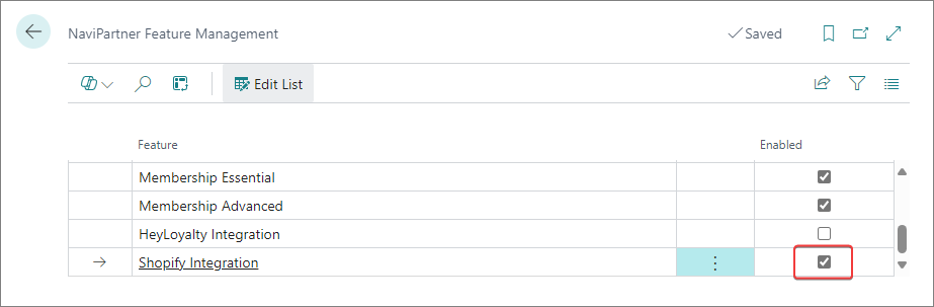 NaviPartner Feature Management
Saved
Edit List
Feature Enabled
Membership Essential
Membership Advanced
HeyLoyalty Integration
Shopify Integration